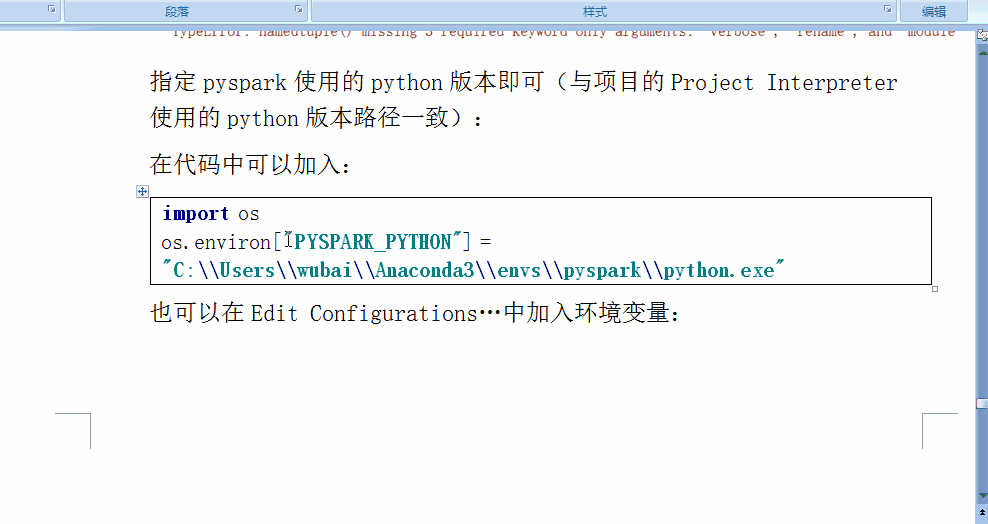 段落
样式
编辑
TypeError: namedtuple() missing 3 required keyword-only arguments: 'verbose', 'rename', and 'module'
指定 pyspark 使用的 python 版本即可（与项目的 Project Interpreter
使用的 python 版本路径一致）：
在代码中可以加入：
import os
os.environ["PYSPARK_PYTHON"] =
"C:\\Users\\wubai\\Anaconda3\\envs\\pyspark\\python.exe"
也可以在 Edit Configurations…中加入环境变量：